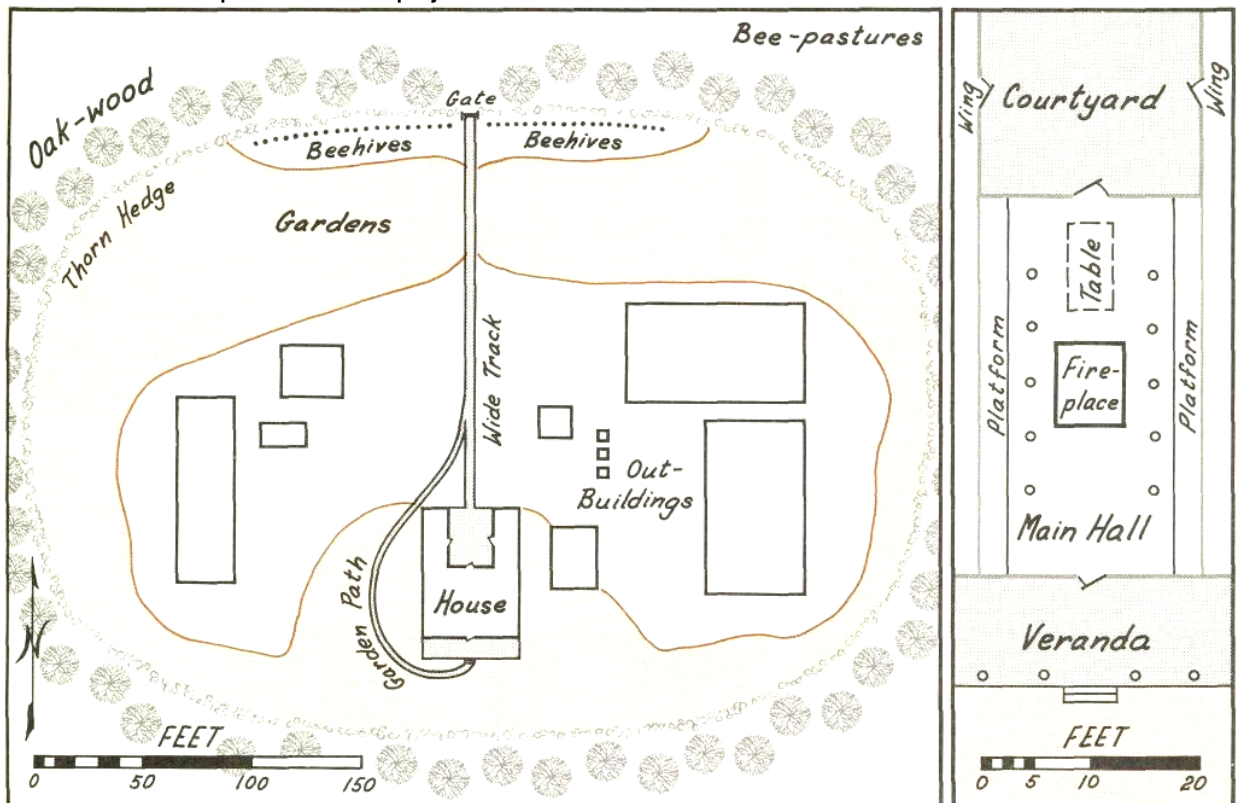 Bee-pastures
Oak-wood
Gate
Beehives
Beehives
Thorn Hedge
Gardens
Wide Track
Out-
Buildings
House
Garden Path
N
FEET
0 50 100 150
Wing
Courtyard
Wing
Table
Platform
Fire-
place
Platform
Main Hall
Veranda
FEET
0 5 10 20